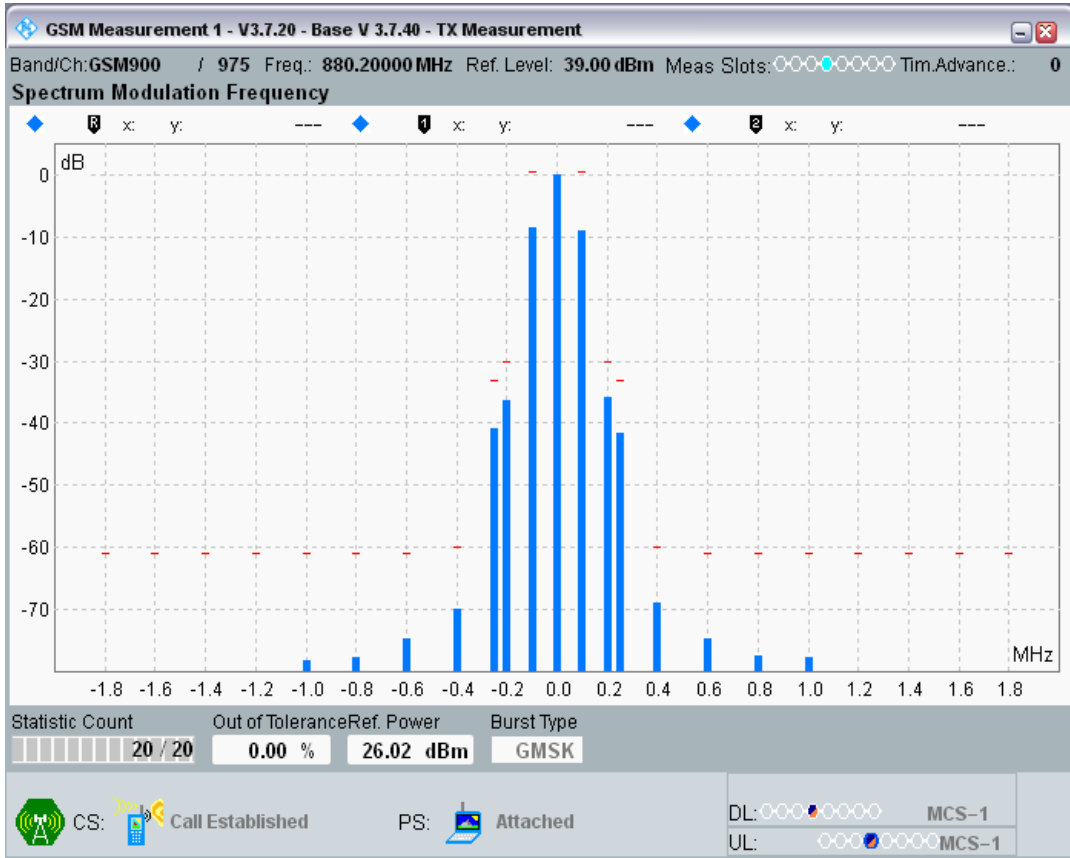 GSM Measurement 1 - V3.7.20 - Base V 3.7.40 - TX Measurement
Band/Ch:GSM900 / 975 Freq.: 880.20000 MHz Ref. Level: 39.00 dBm Meas Slots: Tim.Advance.: 0
Spectrum Modulation Frequency
R x: y: --- 1 x: y: --- 2 x: y: ---
dB
0
-10
-20
-30
-40
-50
-60
-70
MHz
-1.8 -1.6 -1.4 -1.2 -1.0 -0.8 -0.6 -0.4 -0.2 0.0 0.2 0.4 0.6 0.8 1.0 1.2 1.4 1.6 1.8
Statistic Count Out of Tolerance Ref. Power Burst Type
20 / 20 0.00 % 26.02 dBm GMSK
CS: Call Established PS: Attached
DL: MCS-1
UL: MCS-1